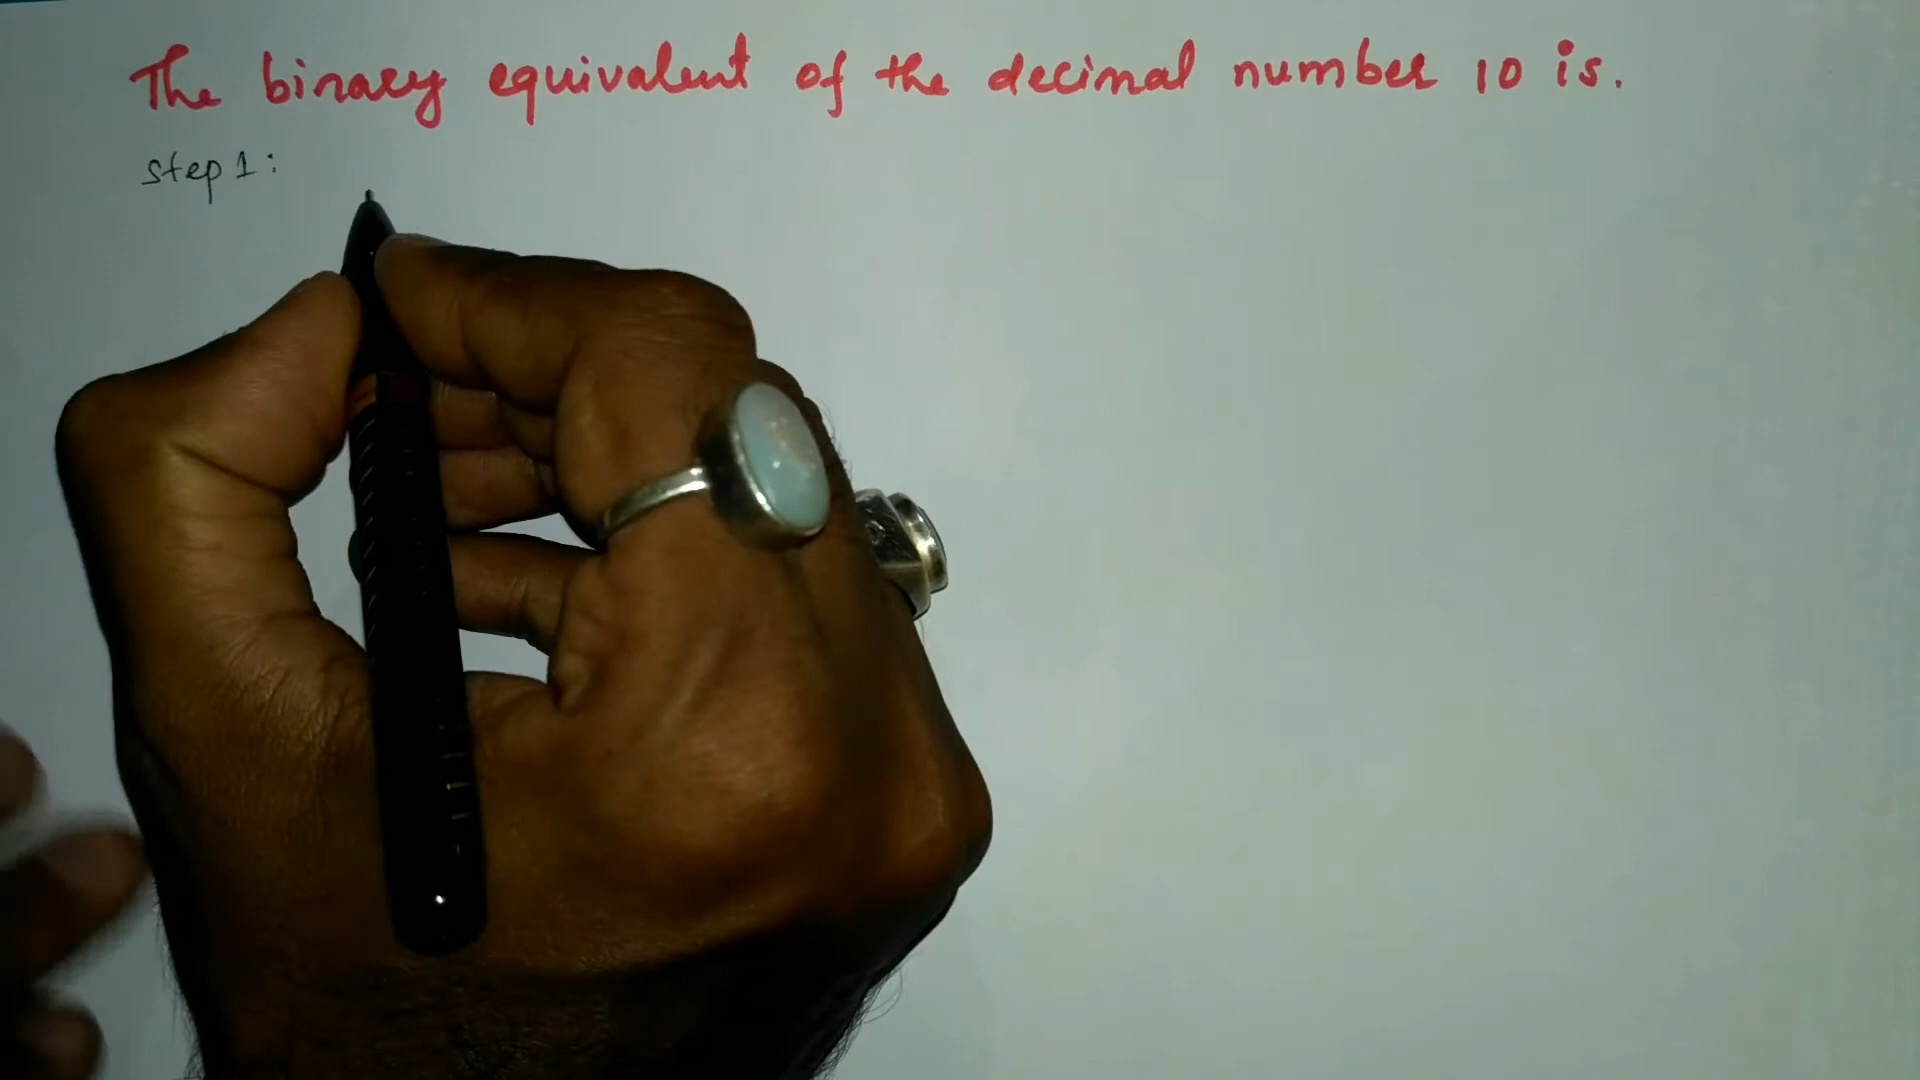 The binary equivalent of the decimal number 10 is.
step 1: